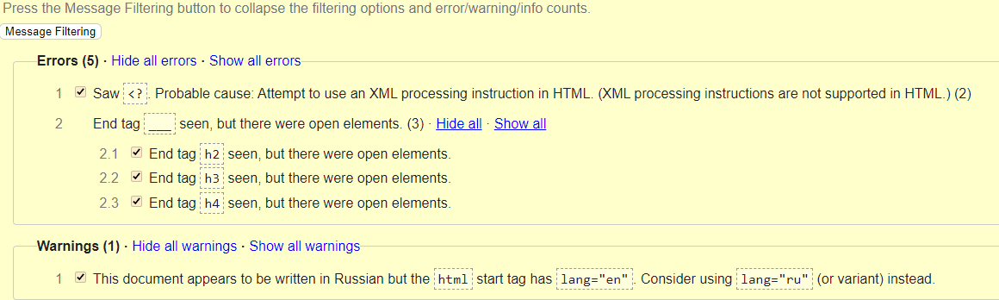 Press the Message Filtering button to collapse the filtering options and error/warning/info counts.
Message Filtering
Errors (5) · Hide all errors · Show all errors
1 Saw <?. Probable cause: Attempt to use an XML processing instruction in HTML. (XML processing instructions are not supported in HTML.) (2)
2 End tag ___ seen, but there were open elements. (3) · Hide all · Show all
2.1 End tag h2 seen, but there were open elements.
2.2 End tag h3 seen, but there were open elements.
2.3 End tag h4 seen, but there were open elements.
Warnings (1) · Hide all warnings · Show all warnings
1 This document appears to be written in Russian but the html start tag has lang="en". Consider using lang="ru" (or variant) instead.